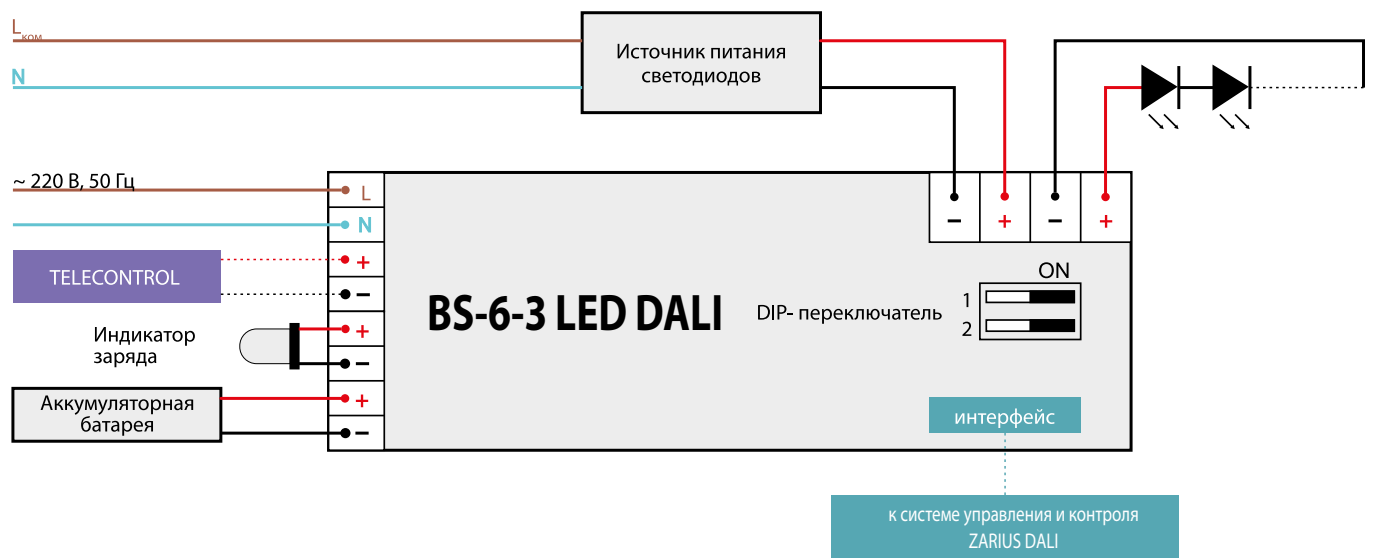 Lком
N
Источник питания
светодиодов
~ 220 В, 50 Гц
L
N
+
−
+
−
+
−
+
−
+
−
TELECONTROL
Индикатор
заряда
Аккумуляторная
батарея
BS-6-3 LED DALI
DIP- переключатель
ON
1
2
интерфейс
к системе управления и контроля
ZARIUS DALI